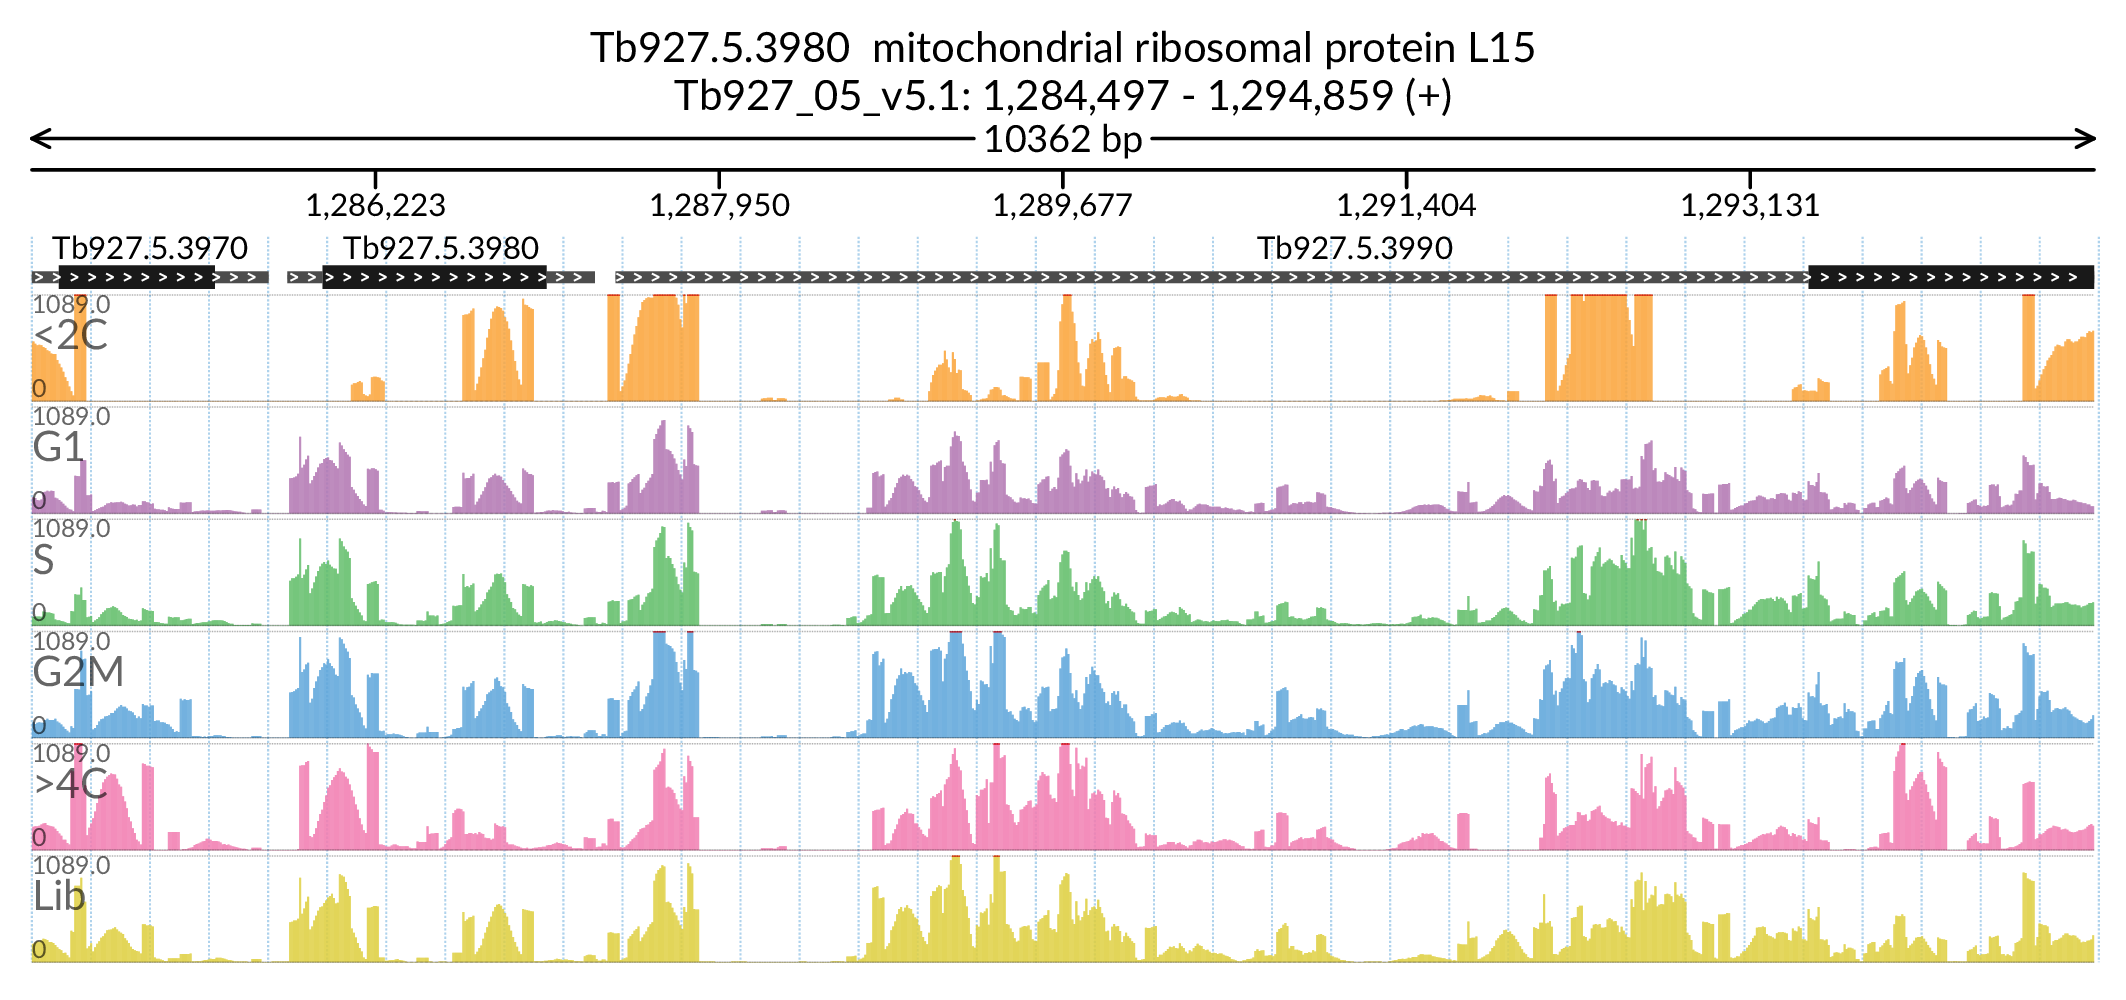 Tb927.5.3980  mitochondrial ribosomal protein L15
Tb927_05_v5.1: 1,284,497 - 1,294,859 (+)
10362 bp
1,286,223 1,287,950 1,289,677 1,291,404 1,293,131
Tb927.5.3970 Tb927.5.3980 Tb927.5.3990
1089.0
<2C
0
1089.0
G1
0
1089.0
S
0
1089.0
G2M
0
1089.0
>4C
0
1089.0
Lib
0